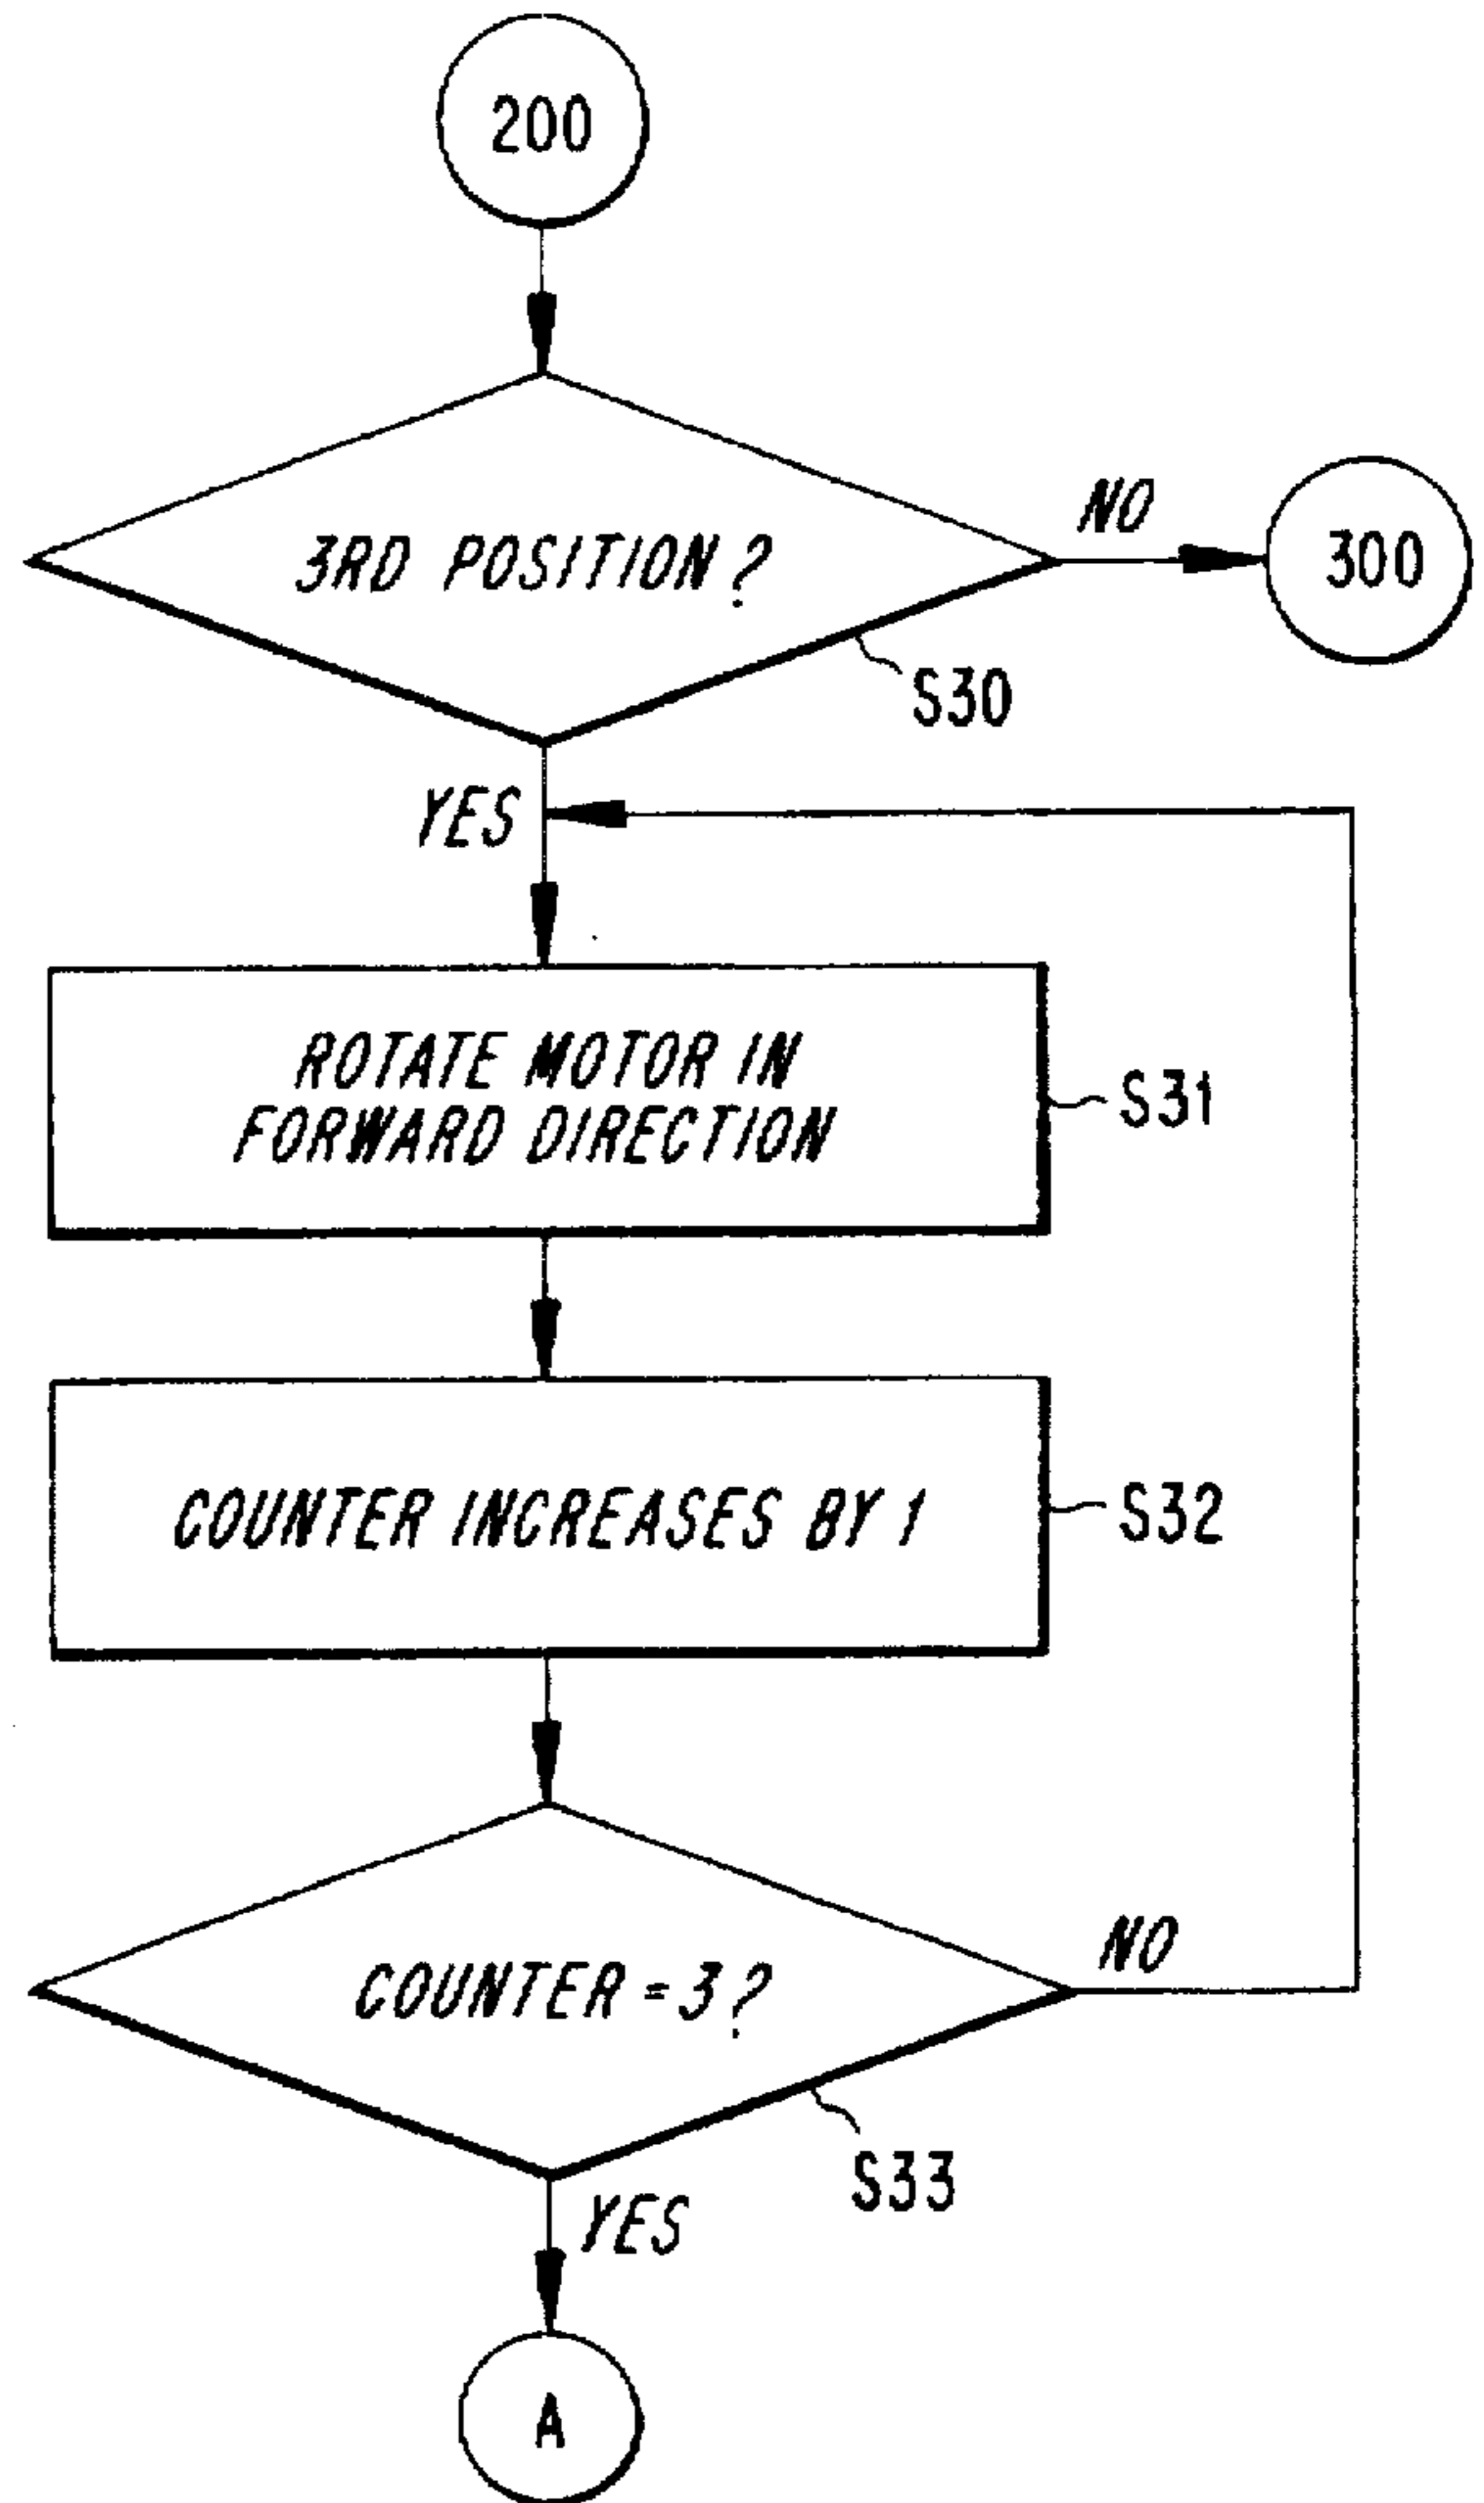 200
3RD POSITION?
NO
300
S30
YES
ROTATE MOTOR IN
FORWARD DIRECTION
S31
COUNTER INCREASES BY 1
S32
COUNTER = 3?
NO
S33
YES
A